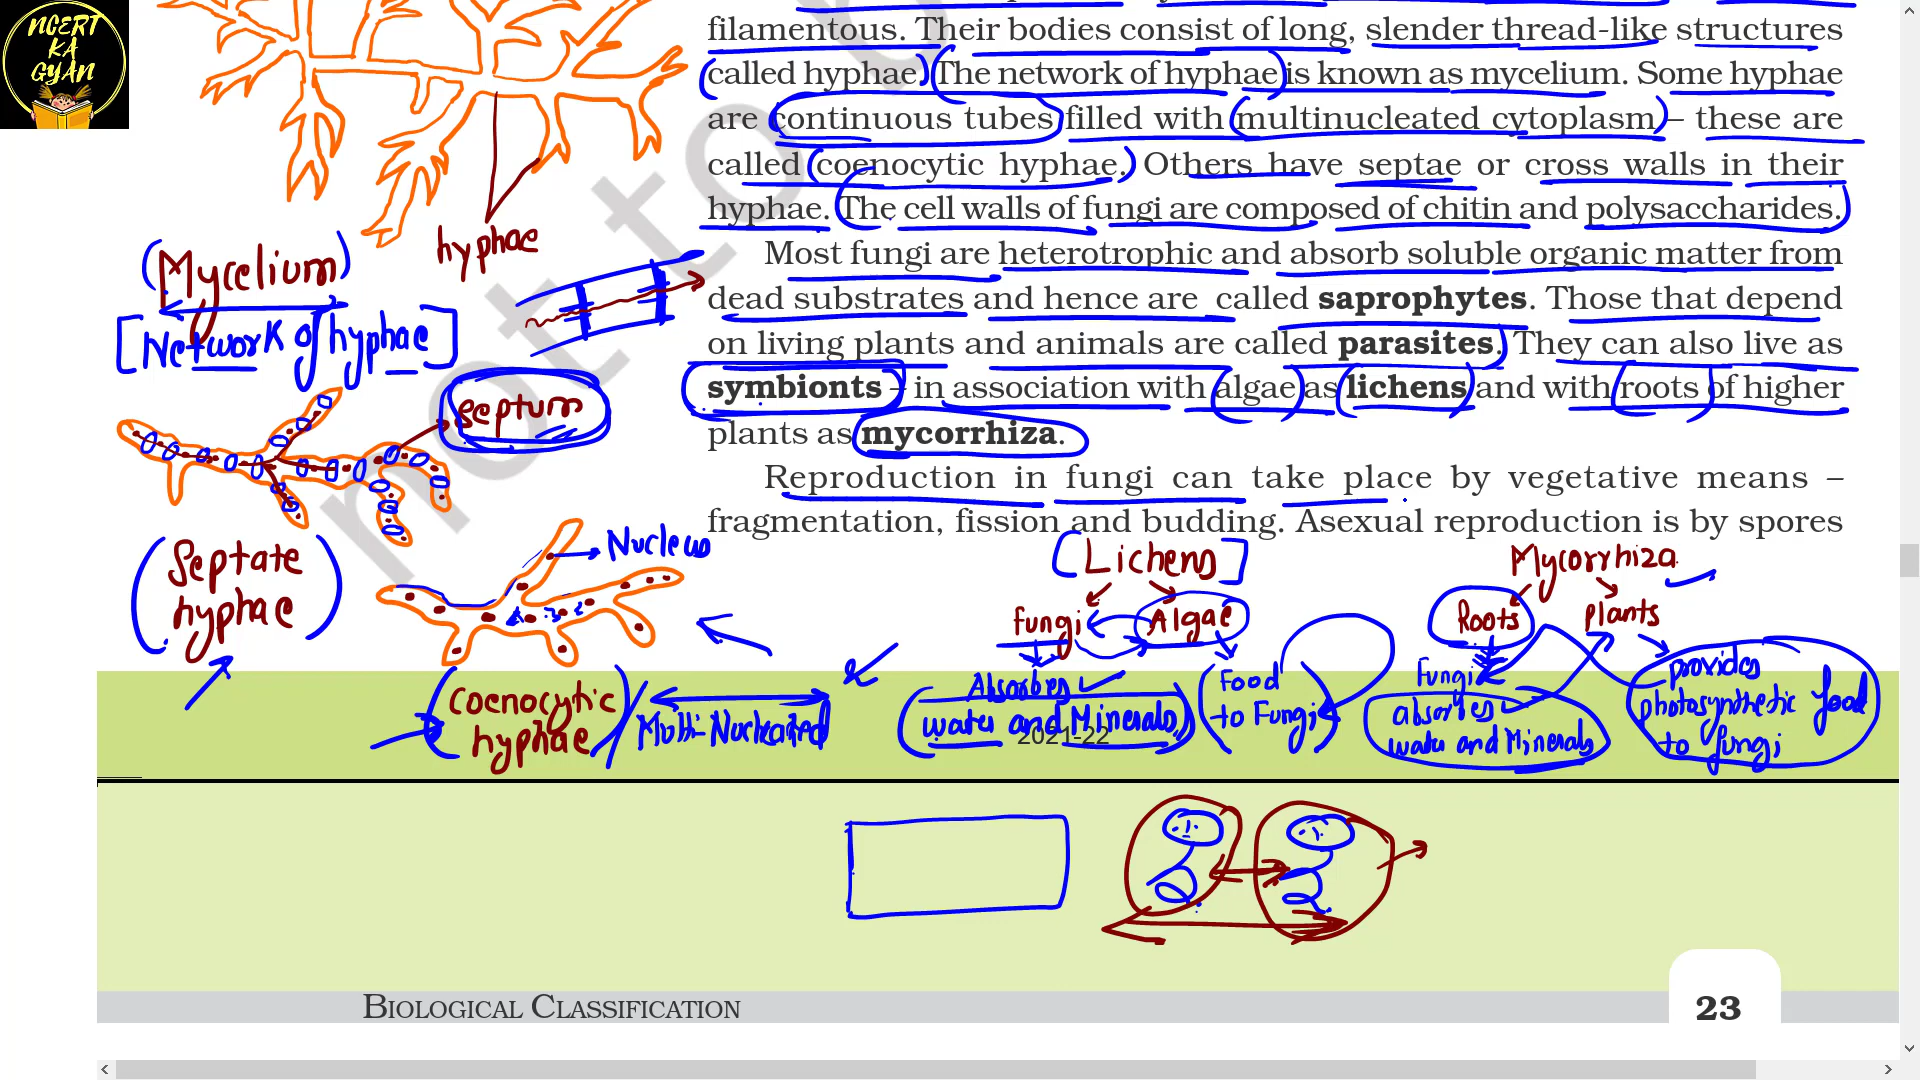 NCERT
KA
GYAN
filamentous. Their bodies consist of long, slender thread-like structures
called hyphae. The network of hyphae is known as mycelium. Some hyphae
are continuous tubes filled with multinucleated cytoplasm – these are
called coenocytic hyphae. Others have septae or cross walls in their
hyphae. The cell walls of fungi are composed of chitin and polysaccharides.
Most fungi are heterotrophic and absorb soluble organic matter from
dead substrates and hence are called saprophytes. Those that depend
on living plants and animals are called parasites. They can also live as
symbionts – in association with algae as lichens and with roots of higher
plants as mycorrhiza.
Reproduction in fungi can take place by vegetative means –
fragmentation, fission and budding. Asexual reproduction is by spores
not to
hyphae
(Mycelium)
[Network of hyphae]
septum
Septate
hyphae
Nucleus
Coenocytic
hyphae
Multi-Nucleated
[Lichens]
fungi
Algae
Absorbes
water and Minerals
Food
to Fungi
Mycorrhiza
Roots
plants
Fungi
absorbes
water and Minerals
provides
photosynthetic food
to fungi
2021-22
BIOLOGICAL CLASSIFICATION
23